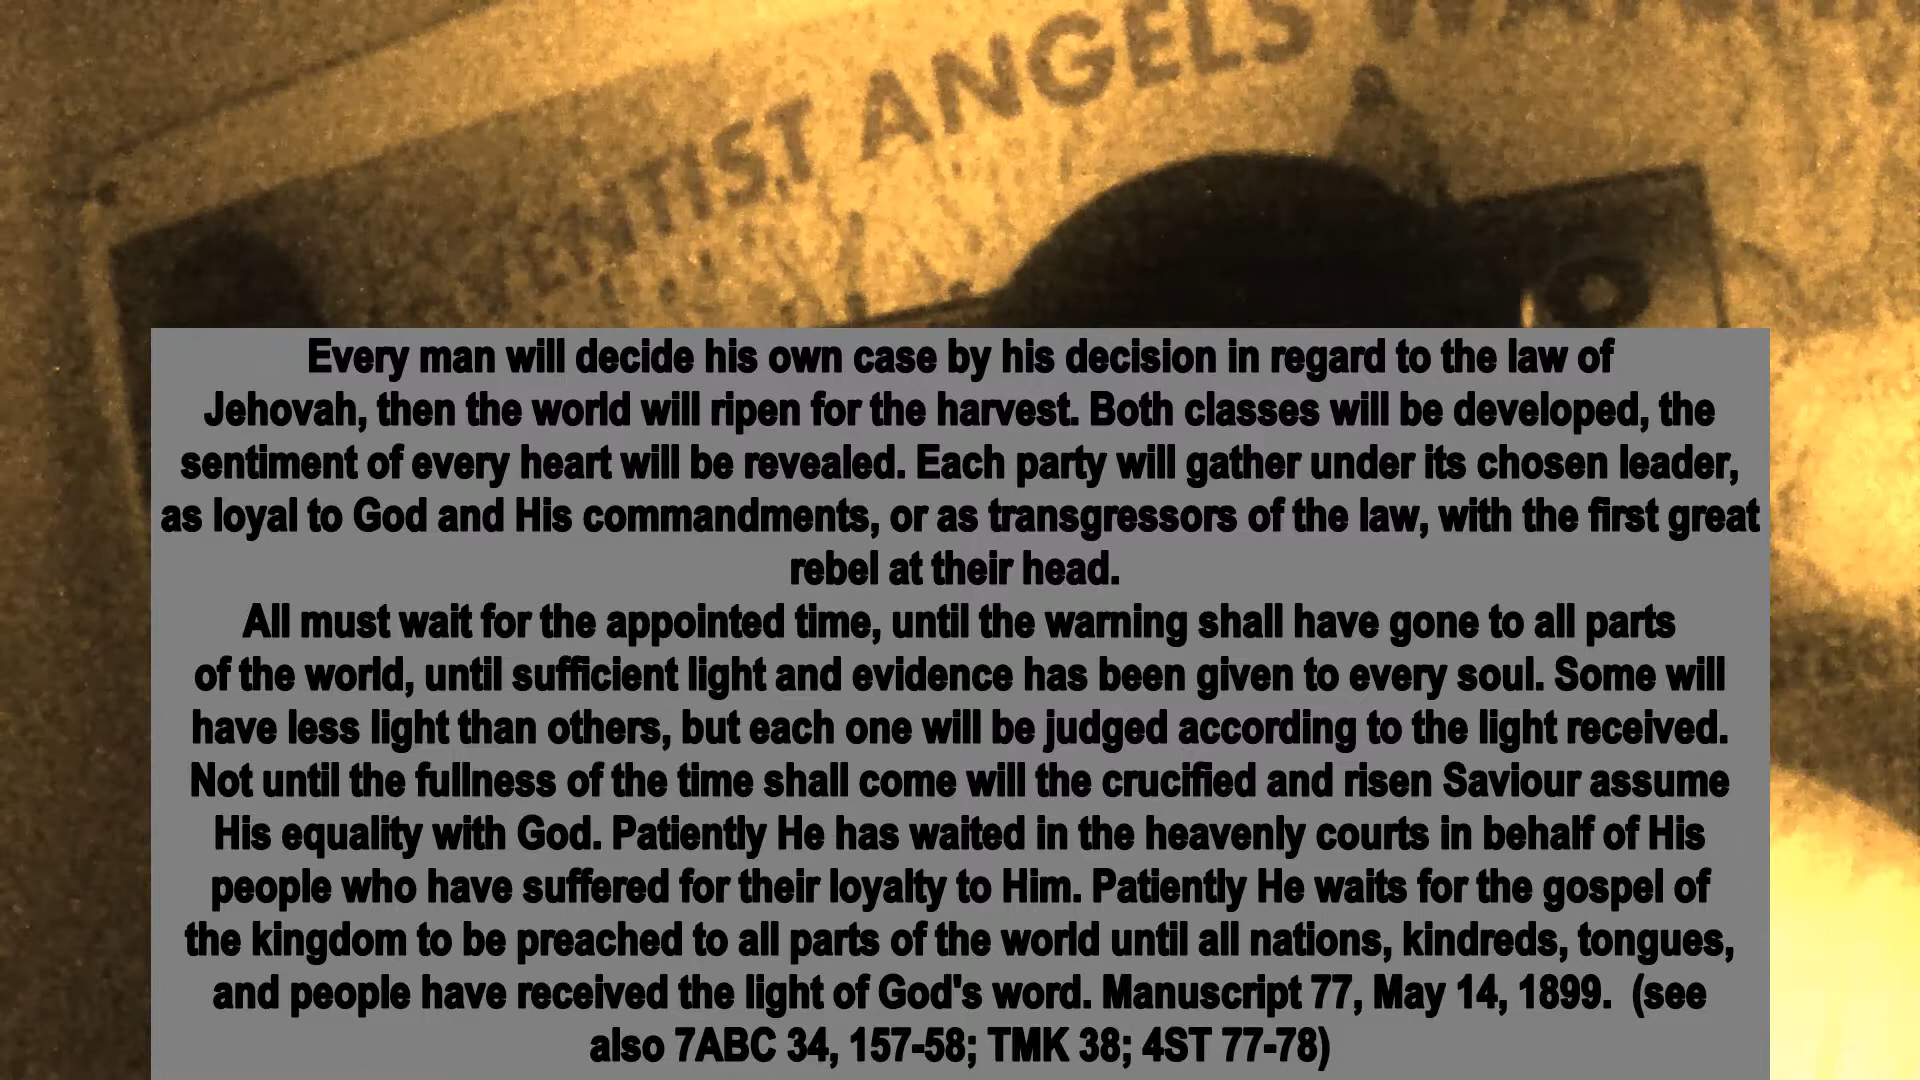 ENTIST ANGELS
Every man will decide his own case by his decision in regard to the law of
Jehovah, then the world will ripen for the harvest. Both classes will be developed, the
sentiment of every heart will be revealed. Each party will gather under its chosen leader,
as loyal to God and His commandments, or as transgressors of the law, with the first great
rebel at their head.
All must wait for the appointed time, until the warning shall have gone to all parts
of the world, until sufficient light and evidence has been given to every soul. Some will
have less light than others, but each one will be judged according to the light received.
Not until the fullness of the time shall come will the crucified and risen Saviour assume
His equality with God. Patiently He has waited in the heavenly courts in behalf of His
people who have suffered for their loyalty to Him. Patiently He waits for the gospel of
the kingdom to be preached to all parts of the world until all nations, kindreds, tongues,
and people have received the light of God's word. Manuscript 77, May 14, 1899.  (see
also 7ABC 34, 157-58; TMK 38; 4ST 77-78)